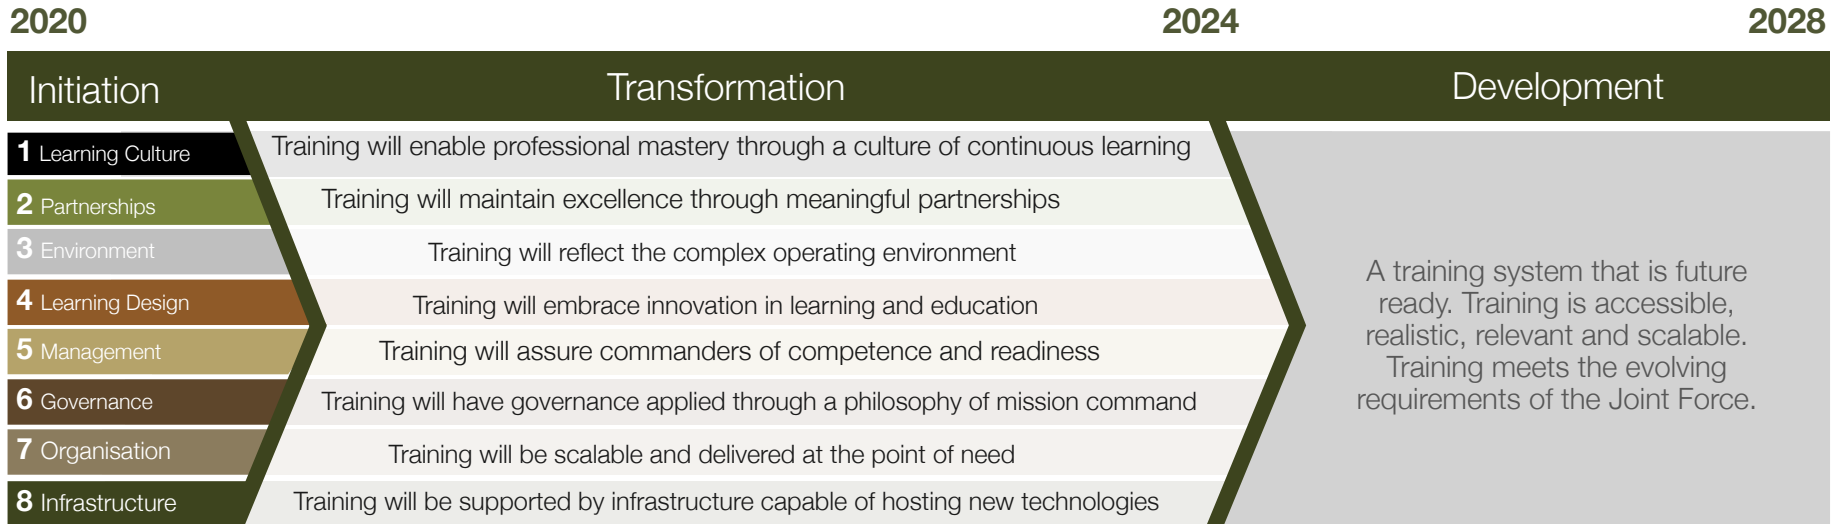 2020 2024 2028
Initiation Transformation Development
1 Learning Culture Training will enable professional mastery through a culture of continuous learning
2 Partnerships Training will maintain excellence through meaningful partnerships
3 Environment Training will reflect the complex operating environment
4 Learning Design Training will embrace innovation in learning and education
5 Management Training will assure commanders of competence and readiness
6 Governance Training will have governance applied through a philosophy of mission command
7 Organisation Training will be scalable and delivered at the point of need
8 Infrastructure Training will be supported by infrastructure capable of hosting new technologies
A training system that is future
ready. Training is accessible,
realistic, relevant and scalable.
Training meets the evolving
requirements of the Joint Force.